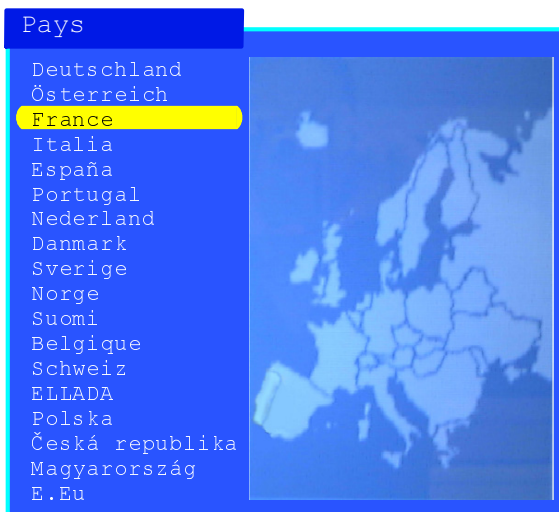 Pays
Deutschland
Österreich
France
Italia
España
Portugal
Nederland
Danmark
Sverige
Norge
Suomi
Belgique
Schweiz
ELLADA
Polska
Česká republika
Magyarország
E.Eu